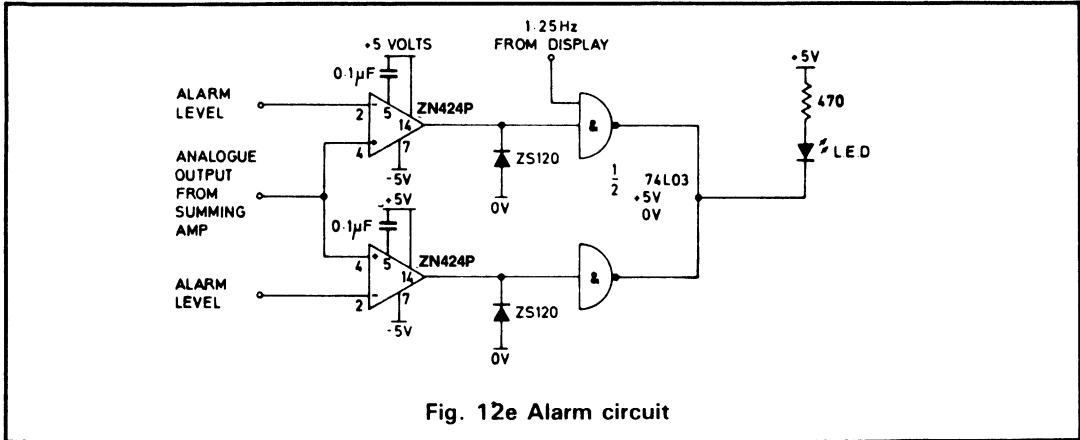 1·25Hz
FROM DISPLAY
+5 VOLTS
0·1µF
ALARM
LEVEL
2
5
ZN424P
14
4
7
-5V
&
ZS120
0V
ANALOGUE
OUTPUT
FROM
SUMMING
AMP
+5V
470
L.E.D
1
2
74L03
+5V
0V
+5V
0·1µF
ZN424P
4
5
14
2
7
-5V
ALARM
LEVEL
&
ZS120
0V
Fig. 12e Alarm circuit